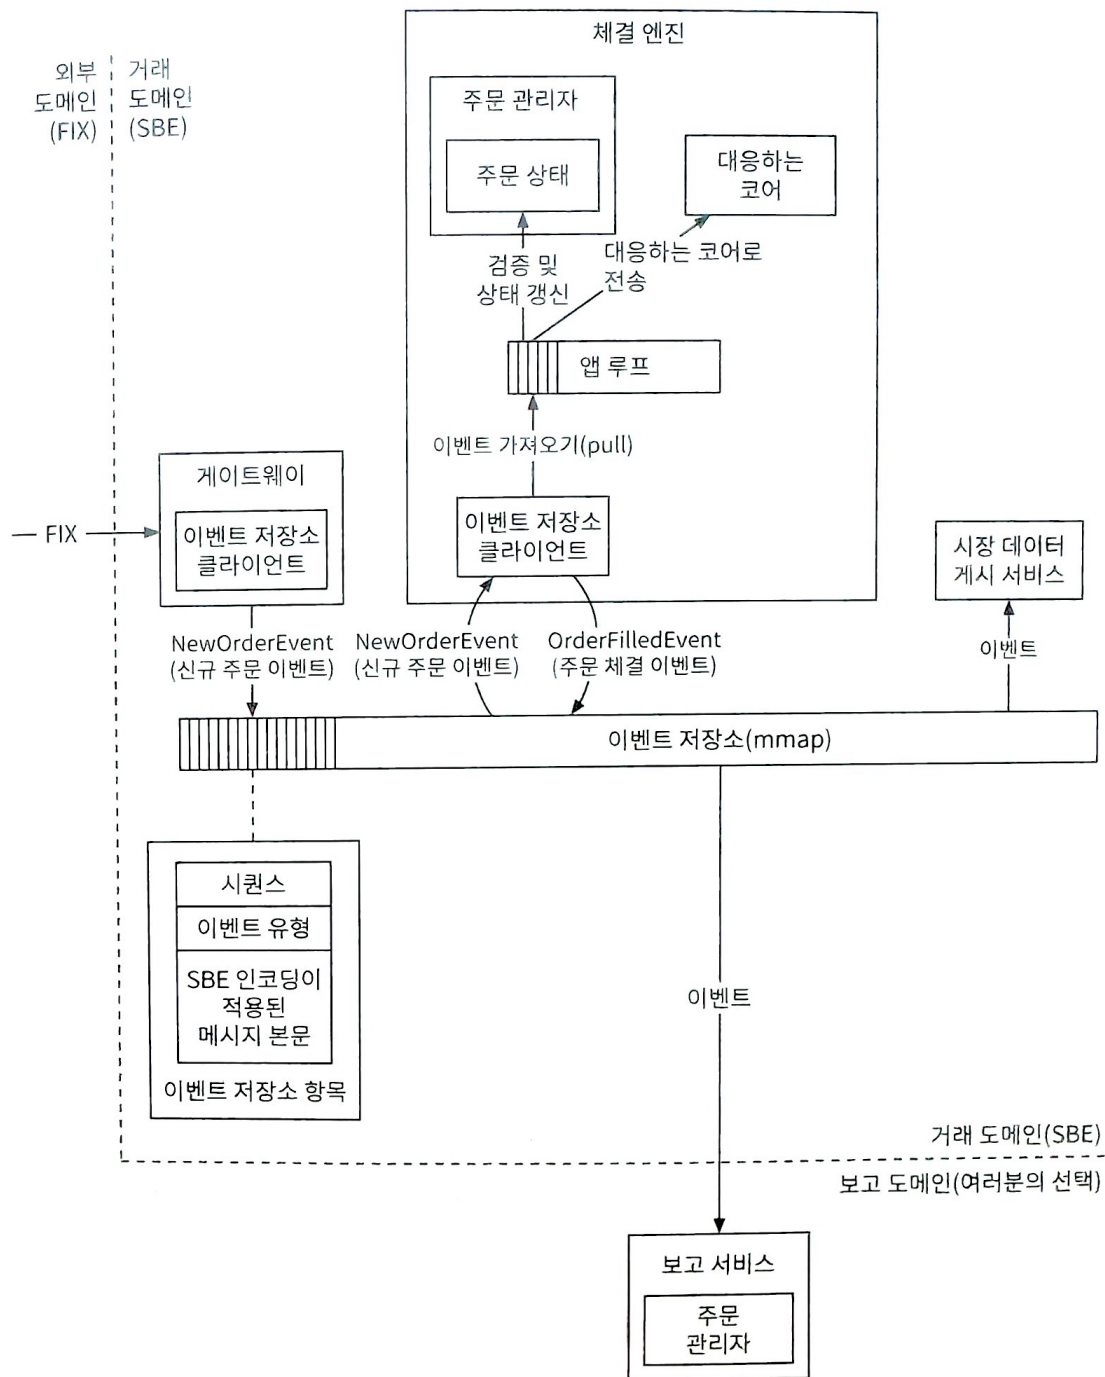 체결 엔진
외부
도메인
(FIX)
거래
도메인
(SBE)
주문 관리자
주문 상태
대응하는
코어
검증 및
상태 갱신
대응하는 코어로
전송
앱 루프
이벤트 가져오기(pull)
게이트웨이
이벤트 저장소
클라이언트
FIX
이벤트 저장소
클라이언트
시장 데이터
게시 서비스
NewOrderEvent
(신규 주문 이벤트)
NewOrderEvent
(신규 주문 이벤트)
OrderFilledEvent
(주문 체결 이벤트)
이벤트
이벤트 저장소(mmap)
시퀀스
이벤트 유형
SBE 인코딩이
적용된
메시지 본문
이벤트 저장소 항목
이벤트
거래 도메인(SBE)
보고 도메인(여러분의 선택)
보고 서비스
주문
관리자